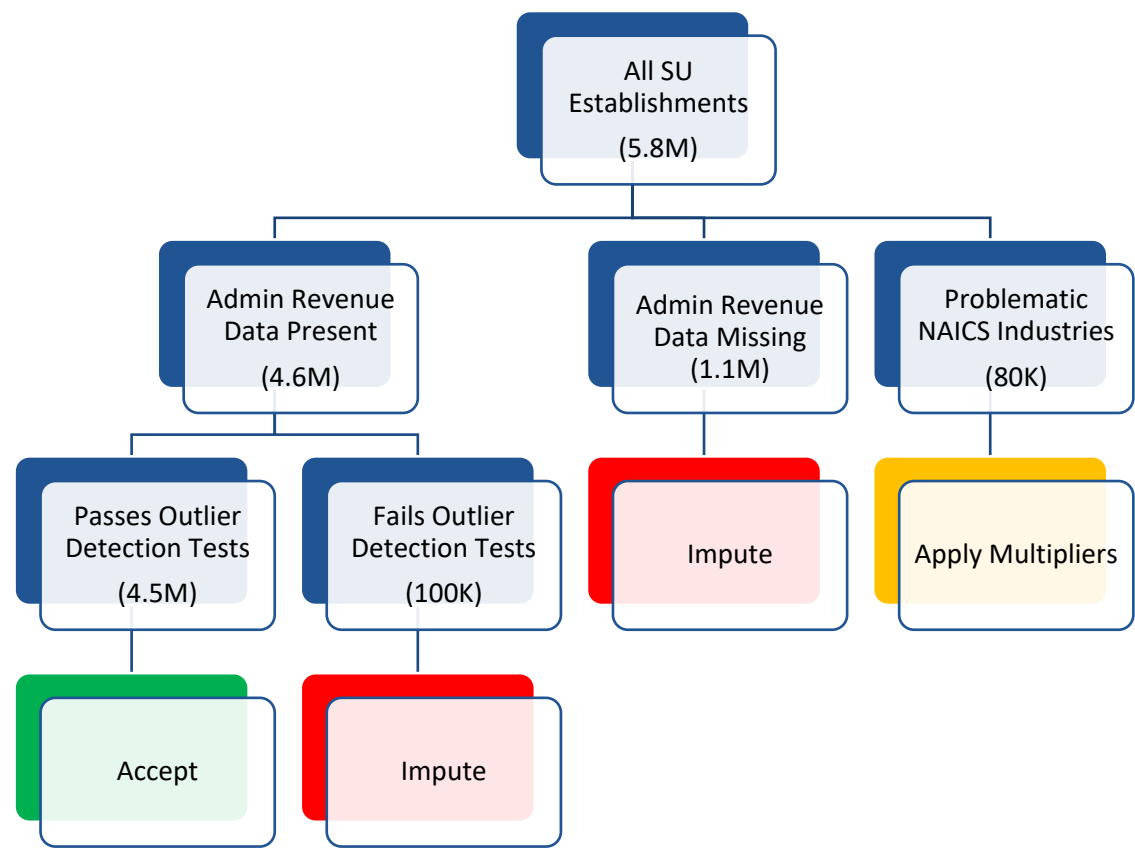 All SU
Establishments
(5.8M)
Admin Revenue
Data Present
(4.6M)
Admin Revenue
Data Missing
(1.1M)
Problematic
NAICS Industries
(80K)
Passes Outlier
Detection Tests
(4.5M)
Fails Outlier
Detection Tests
(100K)
Impute
Apply Multipliers
Accept
Impute